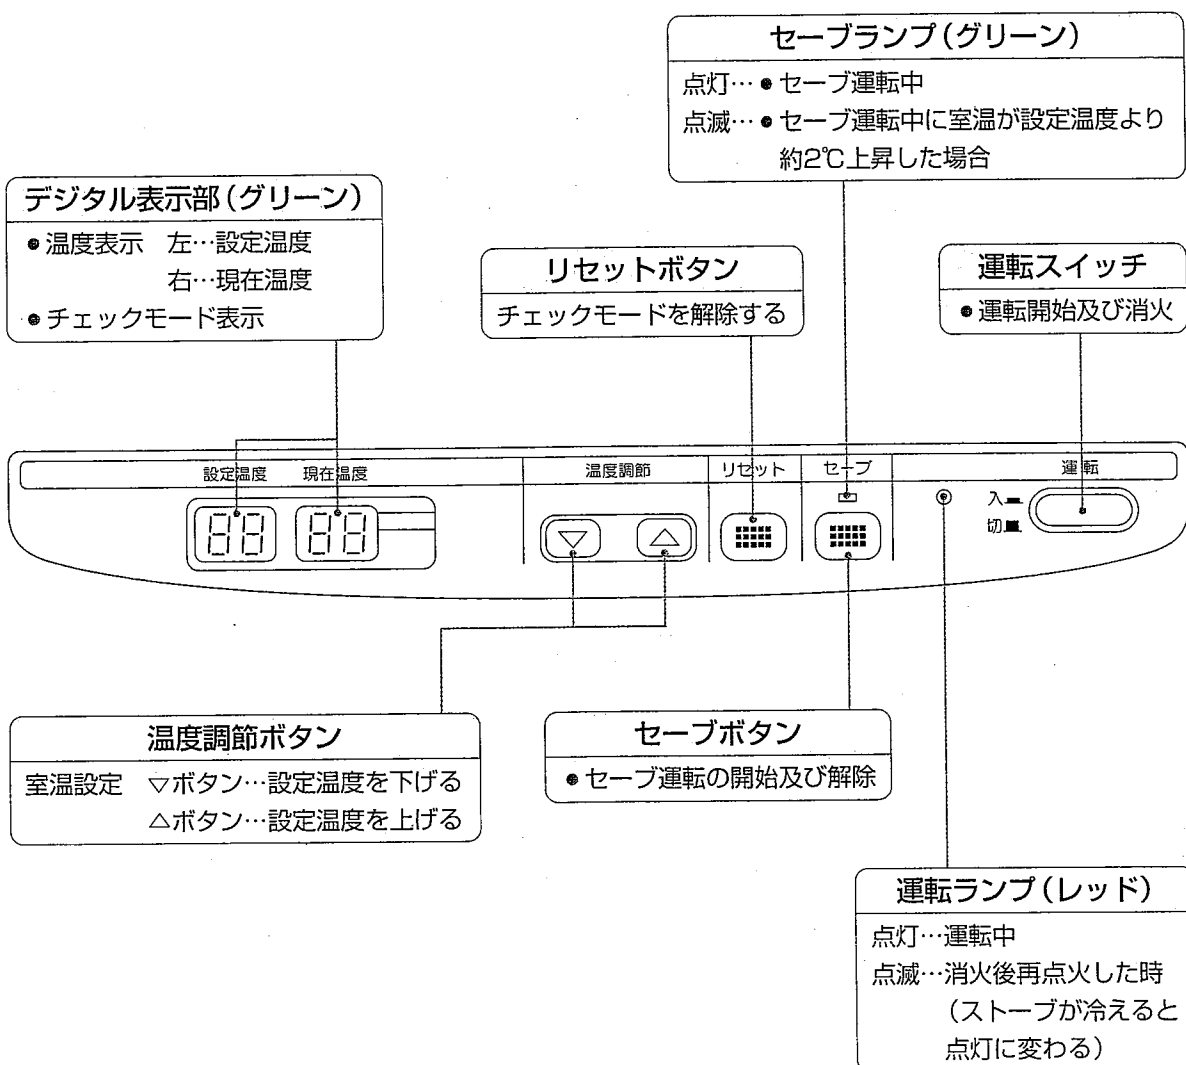 セーブランプ(グリーン)
点灯…●セーブ運転中
点滅…●セーブ運転中に室温が設定温度より
約2℃上昇した場合
デジタル表示部(グリーン)
●温度表示 左…設定温度
右…現在温度
●チェックモード表示
リセットボタン
チェックモードを解除する
運転スイッチ
●運転開始及び消火
設定温度 現在温度 温度調節 リセット セーブ 運転
88 88 ▽ △ 入
切
温度調節ボタン
室温設定 ▽ボタン…設定温度を下げる
△ボタン…設定温度を上げる
セーブボタン
●セーブ運転の開始及び解除
運転ランプ(レッド)
点灯…運転中
点滅…消火後再点火した時
(ストーブが冷えると
点灯に変わる)